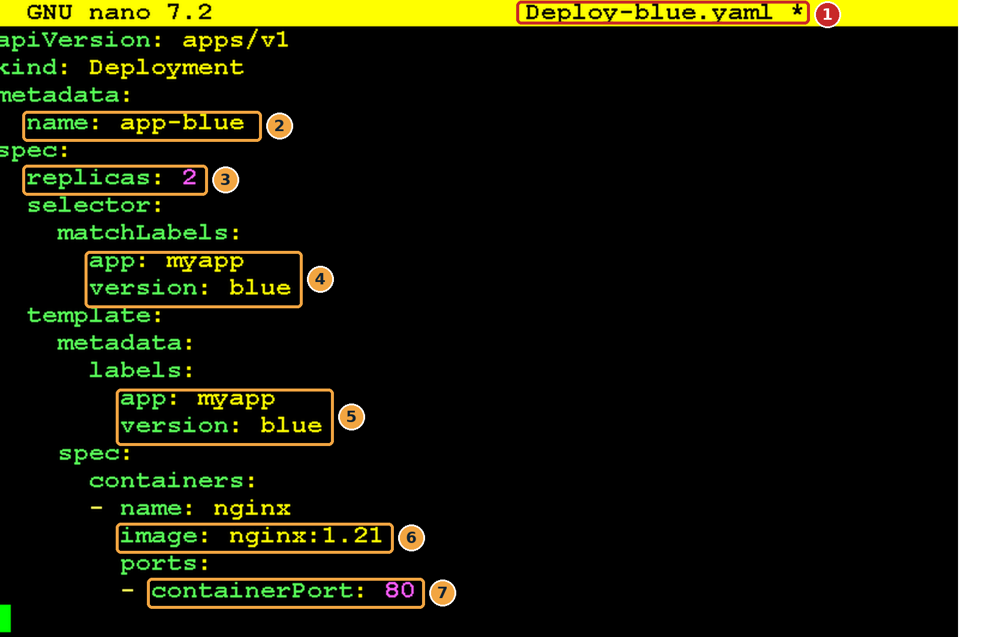 GNU nano 7.2 Deploy-blue.yaml * 1
apiVersion: apps/v1
kind: Deployment
metadata:
  name: app-blue 2
spec:
  replicas: 2 3
  selector:
    matchLabels:
      app: myapp
      version: blue
4
  template:
    metadata:
      labels:
        app: myapp
        version: blue
5
    spec:
      containers:
      - name: nginx
        image: nginx:1.21 6
        ports:
        - containerPort: 80 7